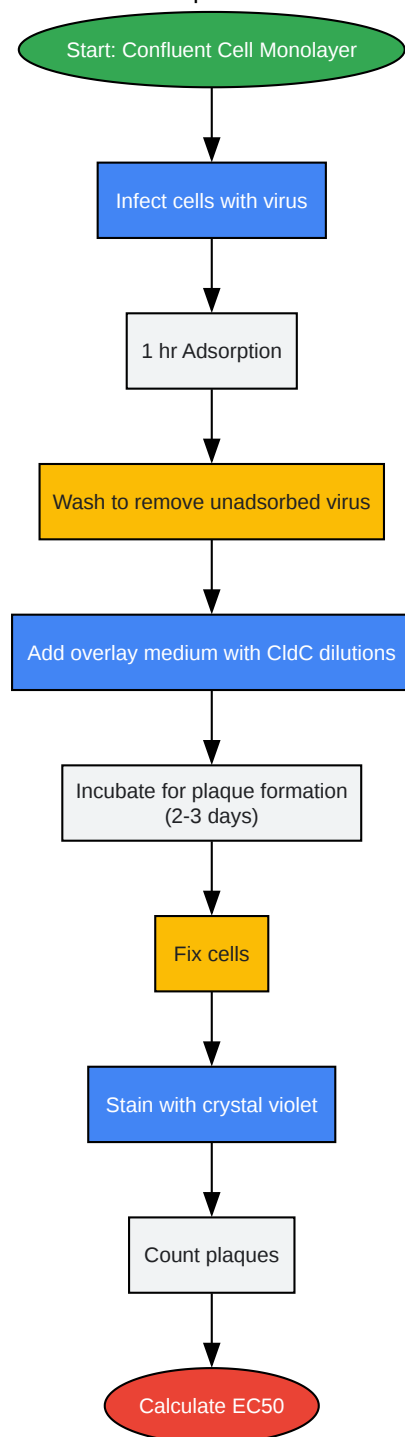 Start: Confluent Cell Monolayer
Infect cells with virus
1 hr Adsorption
Wash to remove unadsorbed virus
Add overlay medium with CldC dilutions
Incubate for plaque formation
(2-3 days)
Fix cells
Stain with crystal violet
Count plaques
Calculate EC50